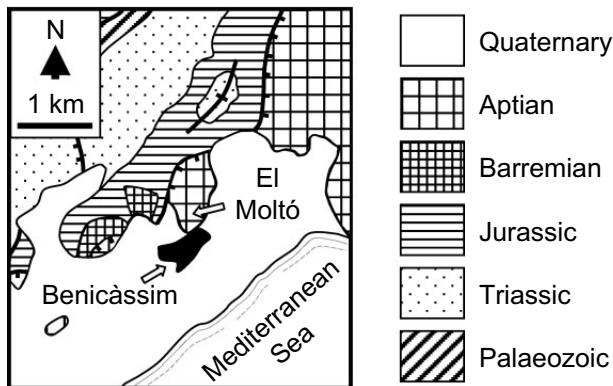 N
1 km
El
Moltó
Benicàssim
Mediterranean
Sea
Quaternary
Aptian
Barremian
Jurassic
Triassic
Palaeozoic